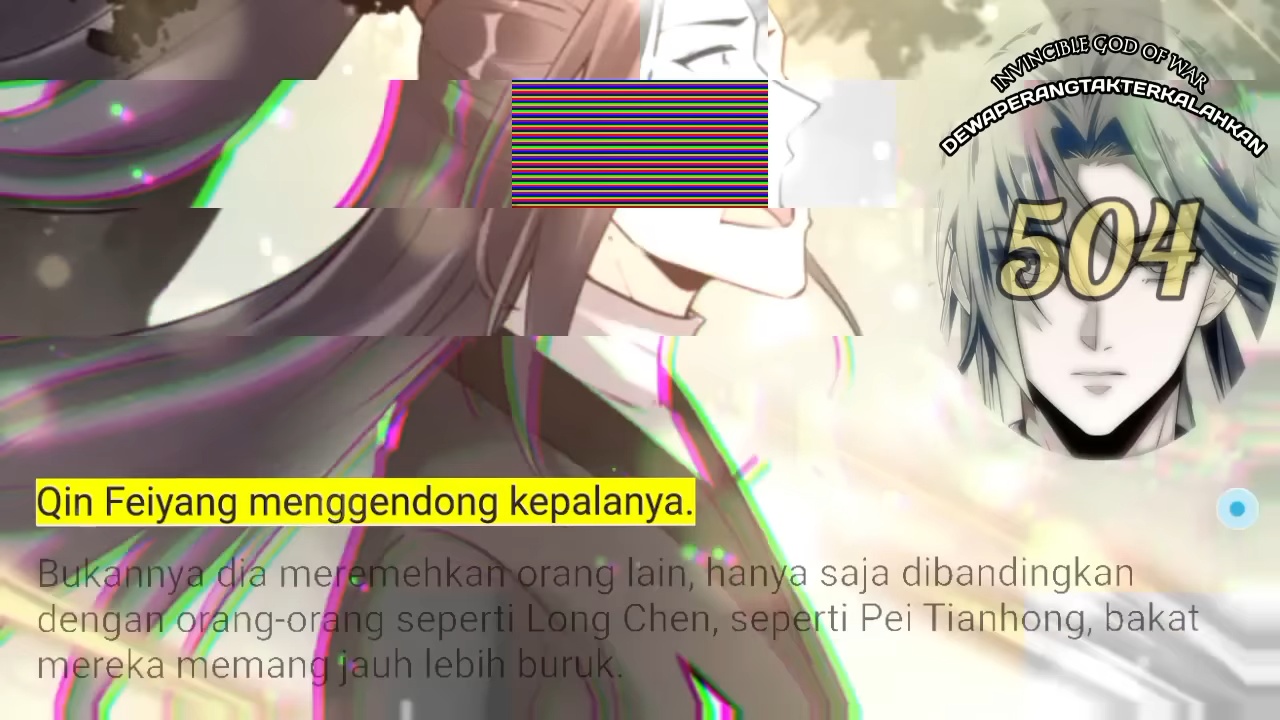 INVINCIBLE GOD OF WAR
DEWAPERANGTAKTERKALAHKAN
504
Qin Feiyang menggendong kepalanya.
Bukannya dia meremehkan orang lain, hanya saja dibandingkan
dengan orang-orang seperti Long Chen, seperti Pei Tianhong, bakat
mereka memang jauh lebih buruk.